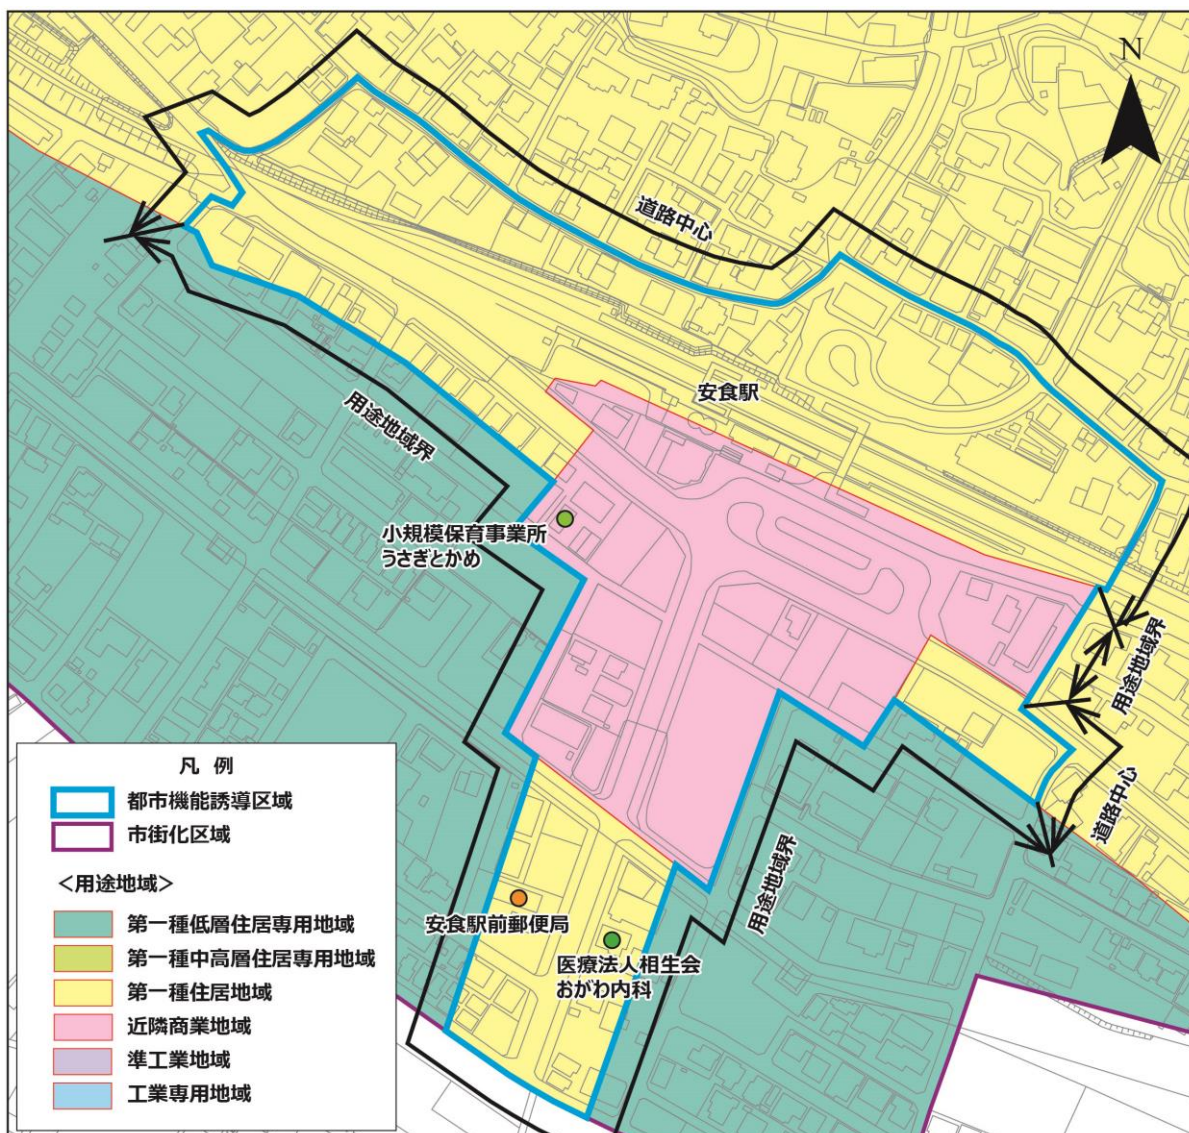 N
道路中心
安食駅
用途地域界
小規模保育事業所
うさぎとかめ
用途地域界
道路中心
用途地域界
安食駅前郵便局
医療法人相生会
おがわ内科
凡 例
都市機能誘導区域
市街化区域
<用途地域>
第一種低層住居専用地域
第一種中高層住居専用地域
第一種住居地域
近隣商業地域
準工業地域
工業専用地域